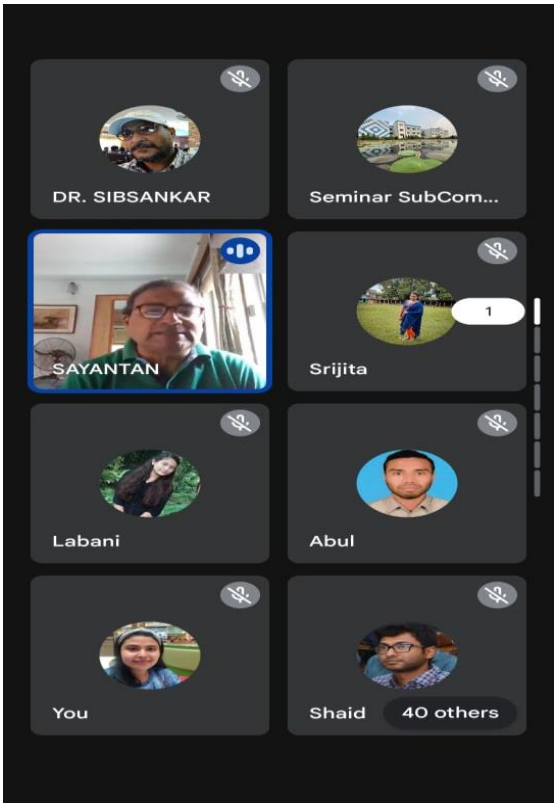 DR. SIBSANKAR
Seminar SubCom...
SAYANTAN
1
Srijita
Labani
Abul
You
Shaid
40 others